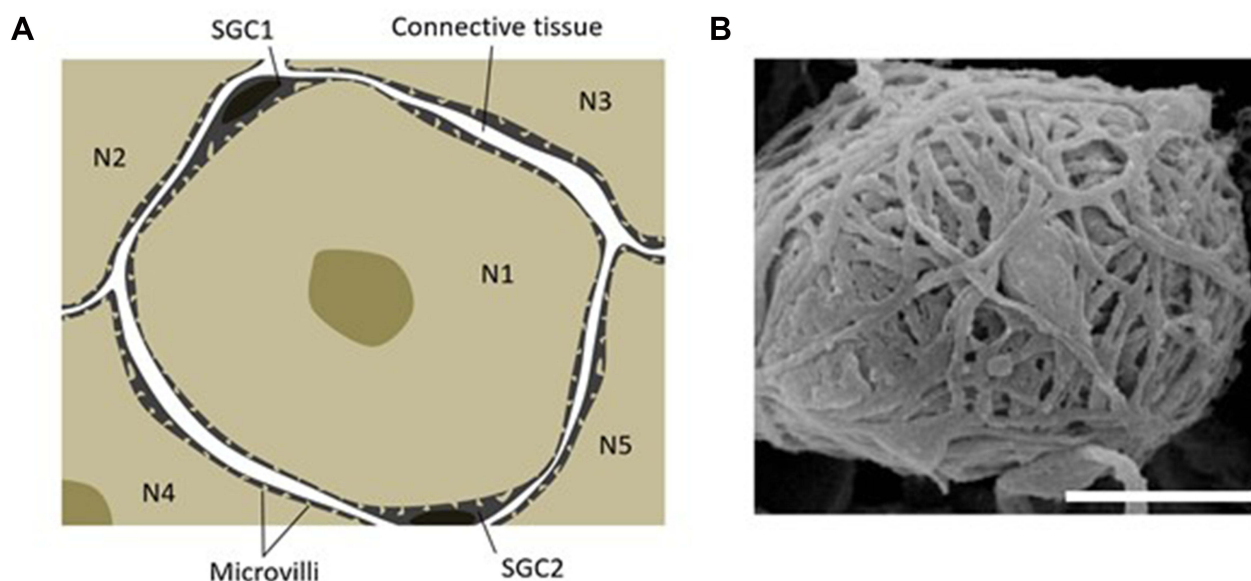 A
B
SGC1
Connective tissue
N3
N2
N1
N5
N4
SGC2
Microvilli